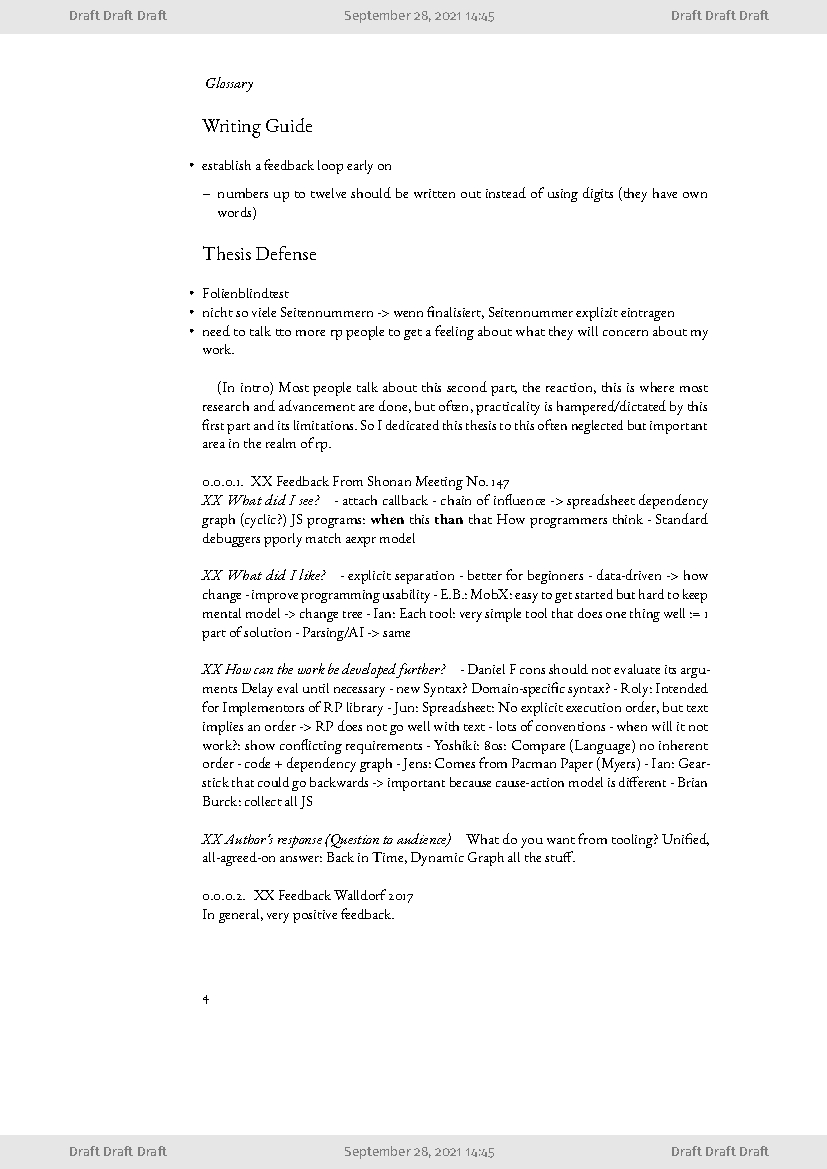 Draft Draft Draft September 28, 2021 14:45 Draft Draft Draft
Glossary
Writing Guide
• establish a feedback loop early on
– numbers up to twelve should be written out instead of using digits (they have own
words)
Thesis Defense
• Folienblindtest
• nicht so viele Seitennummern -> wenn finalisiert, Seitennummer explizit eintragen
• need to talk tto more rp people to get a feeling about what they will concern about my
work.
(In intro) Most people talk about this second part, the reaction, this is where most
research and advancement are done, but often, practicality is hampered/dictated by this
first part and its limitations. So I dedicated this thesis to this often neglected but important
area in the realm of rp.
0.0.0.1. XX Feedback From Shonan Meeting No. 147
XX What did I see? - attach callback - chain of influence -> spreadsheet dependency
graph (cyclic?) JS programs: when this than that How programmers think - Standard
debuggers pporly match aexpr model
XX What did I like? - explicit separation - better for beginners - data-driven -> how
change - improve programming usability - E.B.: MobX: easy to get started but hard to keep
mental model -> change tree - Ian: Each tool: very simple tool that does one thing well := 1
part of solution - Parsing/AI -> same
XX How can the work be developed further? - Daniel F cons should not evaluate its argu-
ments Delay eval until necessary - new Syntax? Domain-specific syntax? - Roly: Intended
for Implementors of RP library - Jun: Spreadsheet: No explicit execution order, but text
implies an order -> RP does not go well with text - lots of conventions - when will it not
work?: show conflicting requirements - Yoshiki: 80s: Compare (Language) no inherent
order - code + dependency graph - Jens: Comes from Pacman Paper (Myers) - Ian: Gear-
stick that could go backwards -> important because cause-action model is different - Brian
Burck: collect all JS
XX Author's response (Question to audience) What do you want from tooling? Unified,
all-agreed-on answer: Back in Time, Dynamic Graph all the stuff.
0.0.0.2. XX Feedback Walldorf 2017
In general, very positive feedback.
4
Draft Draft Draft September 28, 2021 14:45 Draft Draft Draft